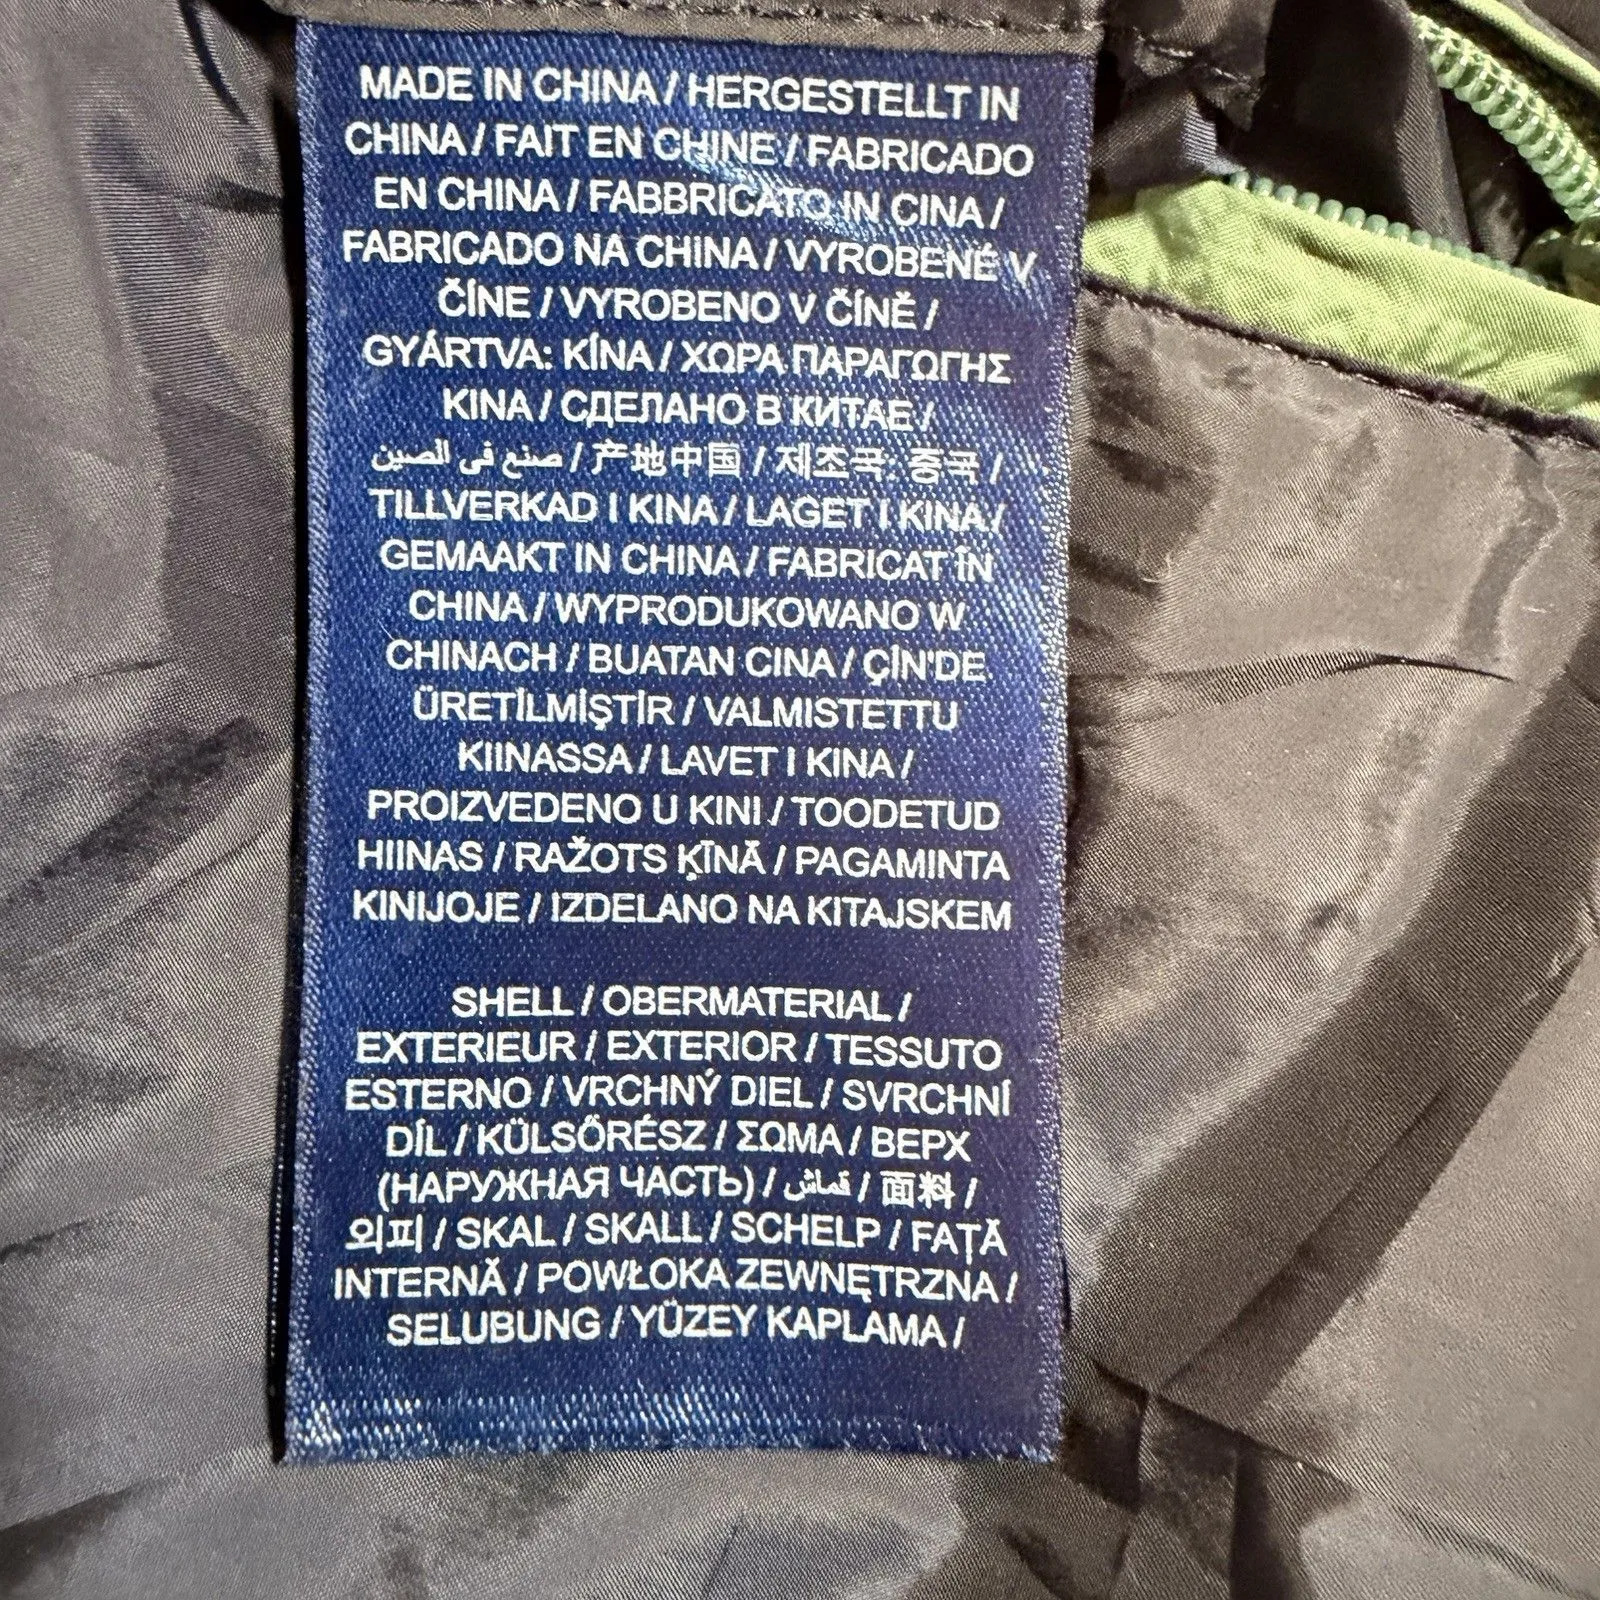 MADE IN CHINA / HERGESTELLT IN
CHINA / FAIT EN CHINE / FABRICADO
EN CHINA / FABBRICATO IN CINA /
FABRICADO NA CHINA / VYROBENÉ V
ČÍNE / VYROBENO V ČÍNĚ /
GYÁRTVA: KÍNA / ΧΩΡΑ ΠΑΡΑΓΩΓΗΣ
KINA / СДЕЛАНО В КИТАЕ /
صنع فى الصين / 产地中国 / 제조국: 중국 /
TILLVERKAD I KINA / LAGET I KINA /
GEMAAKT IN CHINA / FABRICAT ÎN
CHINA / WYPRODUKOWANO W
CHINACH / BUATAN CINA / ÇİN'DE
ÜRETİLMİŞTİR / VALMISTETTU
KIINASSA / LAVET I KINA /
PROIZVEDENO U KINI / TOODETUD
HIINAS / RAŽOTS ĶĪNĀ / PAGAMINTA
KINIJOJE / IZDELANO NA KITAJSKEM
SHELL / OBERMATERIAL /
EXTERIEUR / EXTERIOR / TESSUTO
ESTERNO / VRCHNÝ DIEL / SVRCHNÍ
DÍL / KÜLSŐRÉSZ / ΣΩΜΑ / ВЕРХ
(НАРУЖНАЯ ЧАСТЬ) / قماش / 面料 /
외피 / SKAL / SKALL / SCHELP / FAȚĂ
INTERNĂ / POWŁOKA ZEWNĘTRZNA /
SELUBUNG / YÜZEY KAPLAMA /